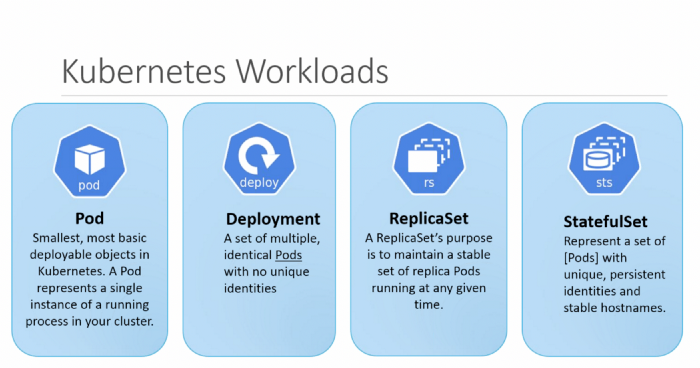 Kubernetes Workloads
pod
Pod
Smallest, most basic
deployable objects in
Kubernetes. A Pod
represents a single
instance of a running
process in your cluster.
deploy
Deployment
A set of multiple,
identical Pods
with no unique
identities
rs
ReplicaSet
A ReplicaSet's purpose
is to maintain a stable
set of replica Pods
running at any given
time.
sts
StatefulSet
Represent a set of
[Pods] with
unique, persistent
identities and
stable hostnames.